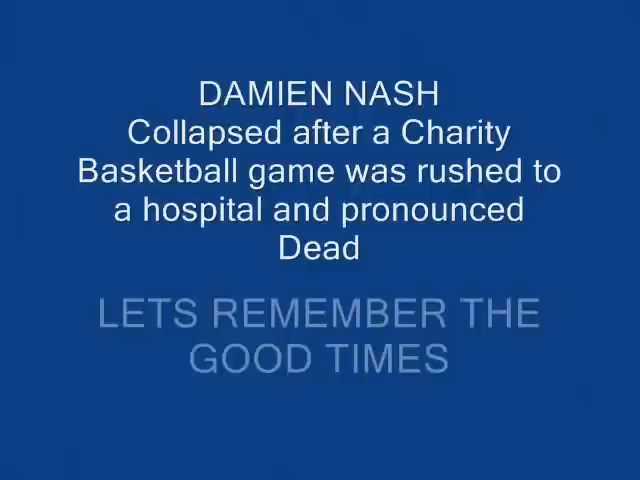 DAMIEN NASH
Collapsed after a Charity
Basketball game was rushed to
a hospital and pronounced
Dead
LETS REMEMBER THE
GOOD TIMES